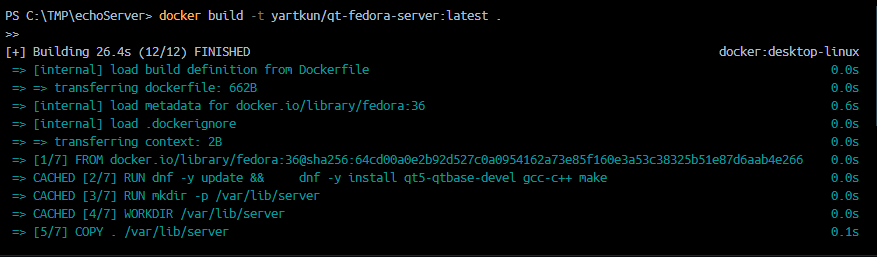 PS C:\TMP\echoServer> docker build -t yartkun/qt-fedora-server:latest .
>>
[+] Building 26.4s (12/12) FINISHED docker:desktop-linux
=> [internal] load build definition from Dockerfile 0.0s
=> => transferring dockerfile: 662B 0.0s
=> [internal] load metadata for docker.io/library/fedora:36 0.6s
=> [internal] load .dockerignore 0.0s
=> => transferring context: 2B 0.0s
=> [1/7] FROM docker.io/library/fedora:36@sha256:64cd00a0e2b92d527c0a0954162a73e85f160e3a53c38325b51e87d6aab4e266 0.0s
=> CACHED [2/7] RUN dnf -y update &&     dnf -y install qt5-qtbase-devel gcc-c++ make 0.0s
=> CACHED [3/7] RUN mkdir -p /var/lib/server 0.0s
=> CACHED [4/7] WORKDIR /var/lib/server 0.0s
=> [5/7] COPY . /var/lib/server 0.1s